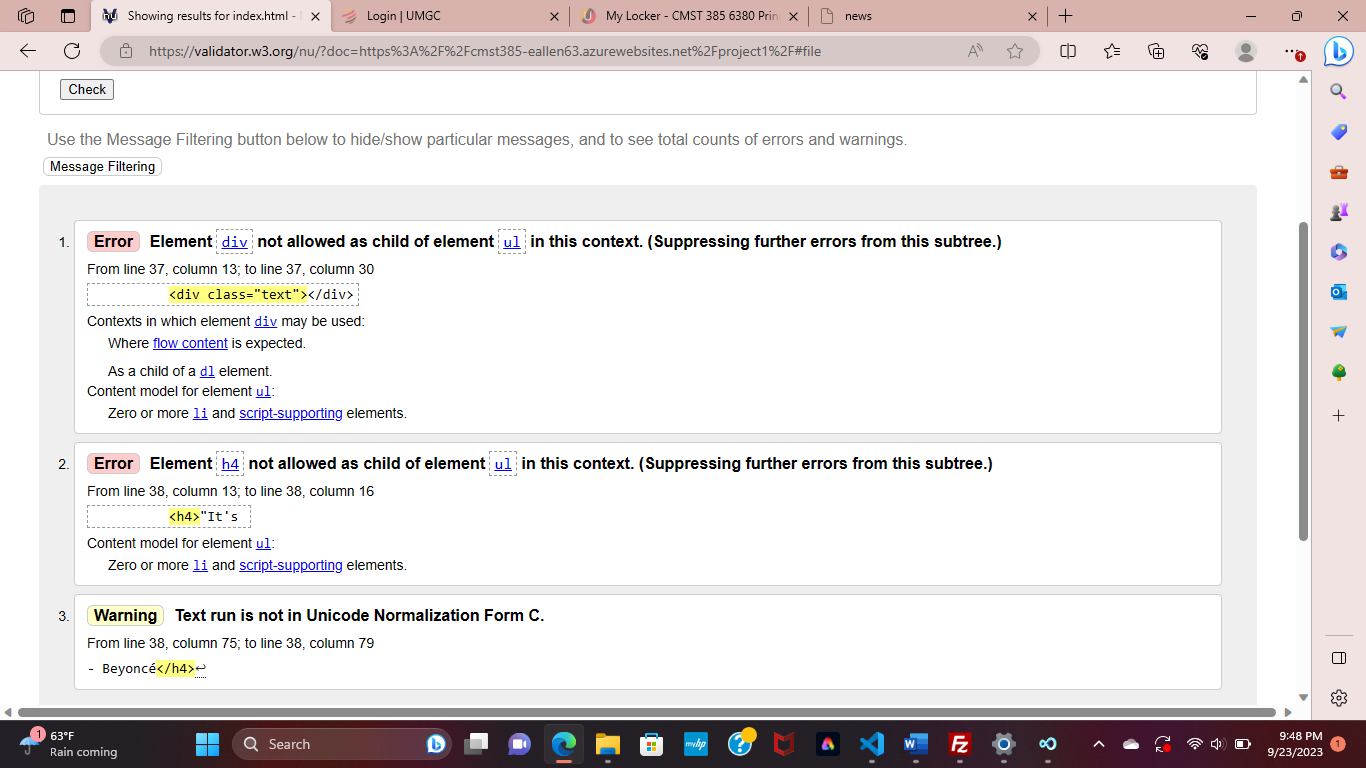 Showing results for index.html -
Login | UMGC
My Locker - CMST 385 6380 Prin
news
https://validator.w3.org/nu/?doc=https%3A%2F%2Fcmst385-eallen63.azurewebsites.net%2Fproject1%2F#file
Check
Use the Message Filtering button below to hide/show particular messages, and to see total counts of errors and warnings.
Message Filtering
1. Error Element div not allowed as child of element ul in this context. (Suppressing further errors from this subtree.)
From line 37, column 13; to line 37, column 30
<div class="text"></div>
Contexts in which element div may be used:
Where flow content is expected.
As a child of a dl element.
Content model for element ul:
Zero or more li and script-supporting elements.
2. Error Element h4 not allowed as child of element ul in this context. (Suppressing further errors from this subtree.)
From line 38, column 13; to line 38, column 16
<h4>"It's
Content model for element ul:
Zero or more li and script-supporting elements.
3. Warning Text run is not in Unicode Normalization Form C.
From line 38, column 75; to line 38, column 79
- Beyoncé</h4>↩
1
63°F
Rain coming
Search
9:48 PM
9/23/2023
1